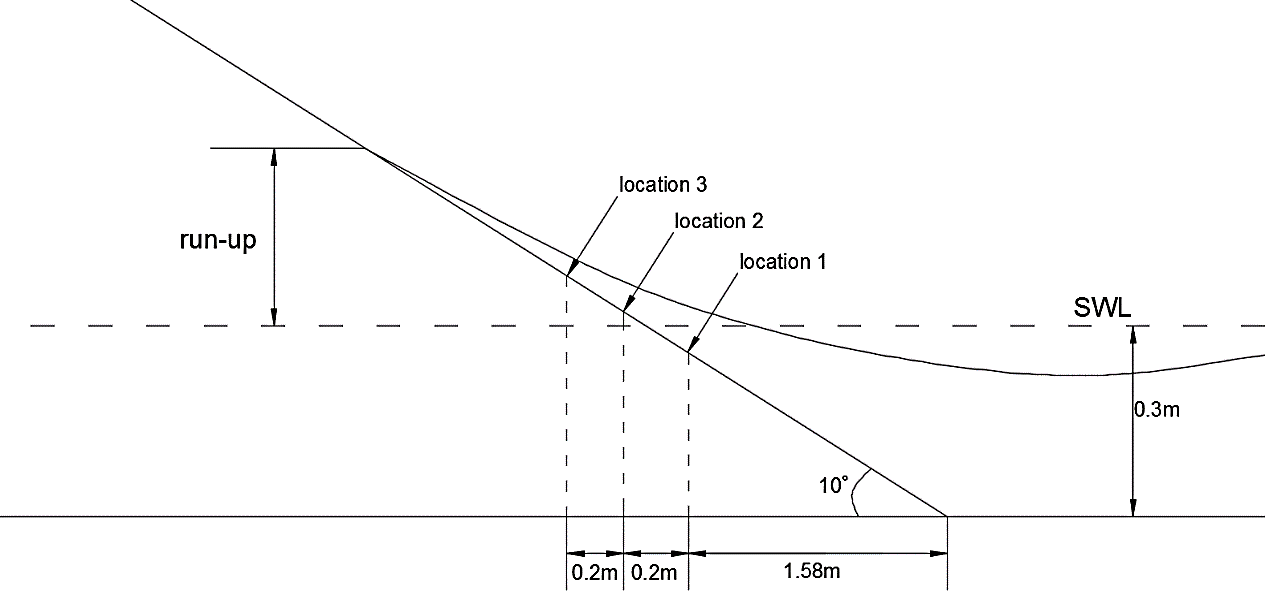 location 3
location 2
run-up
location 1
SWL
0.3m
10°
0.2m 0.2m 1.58m